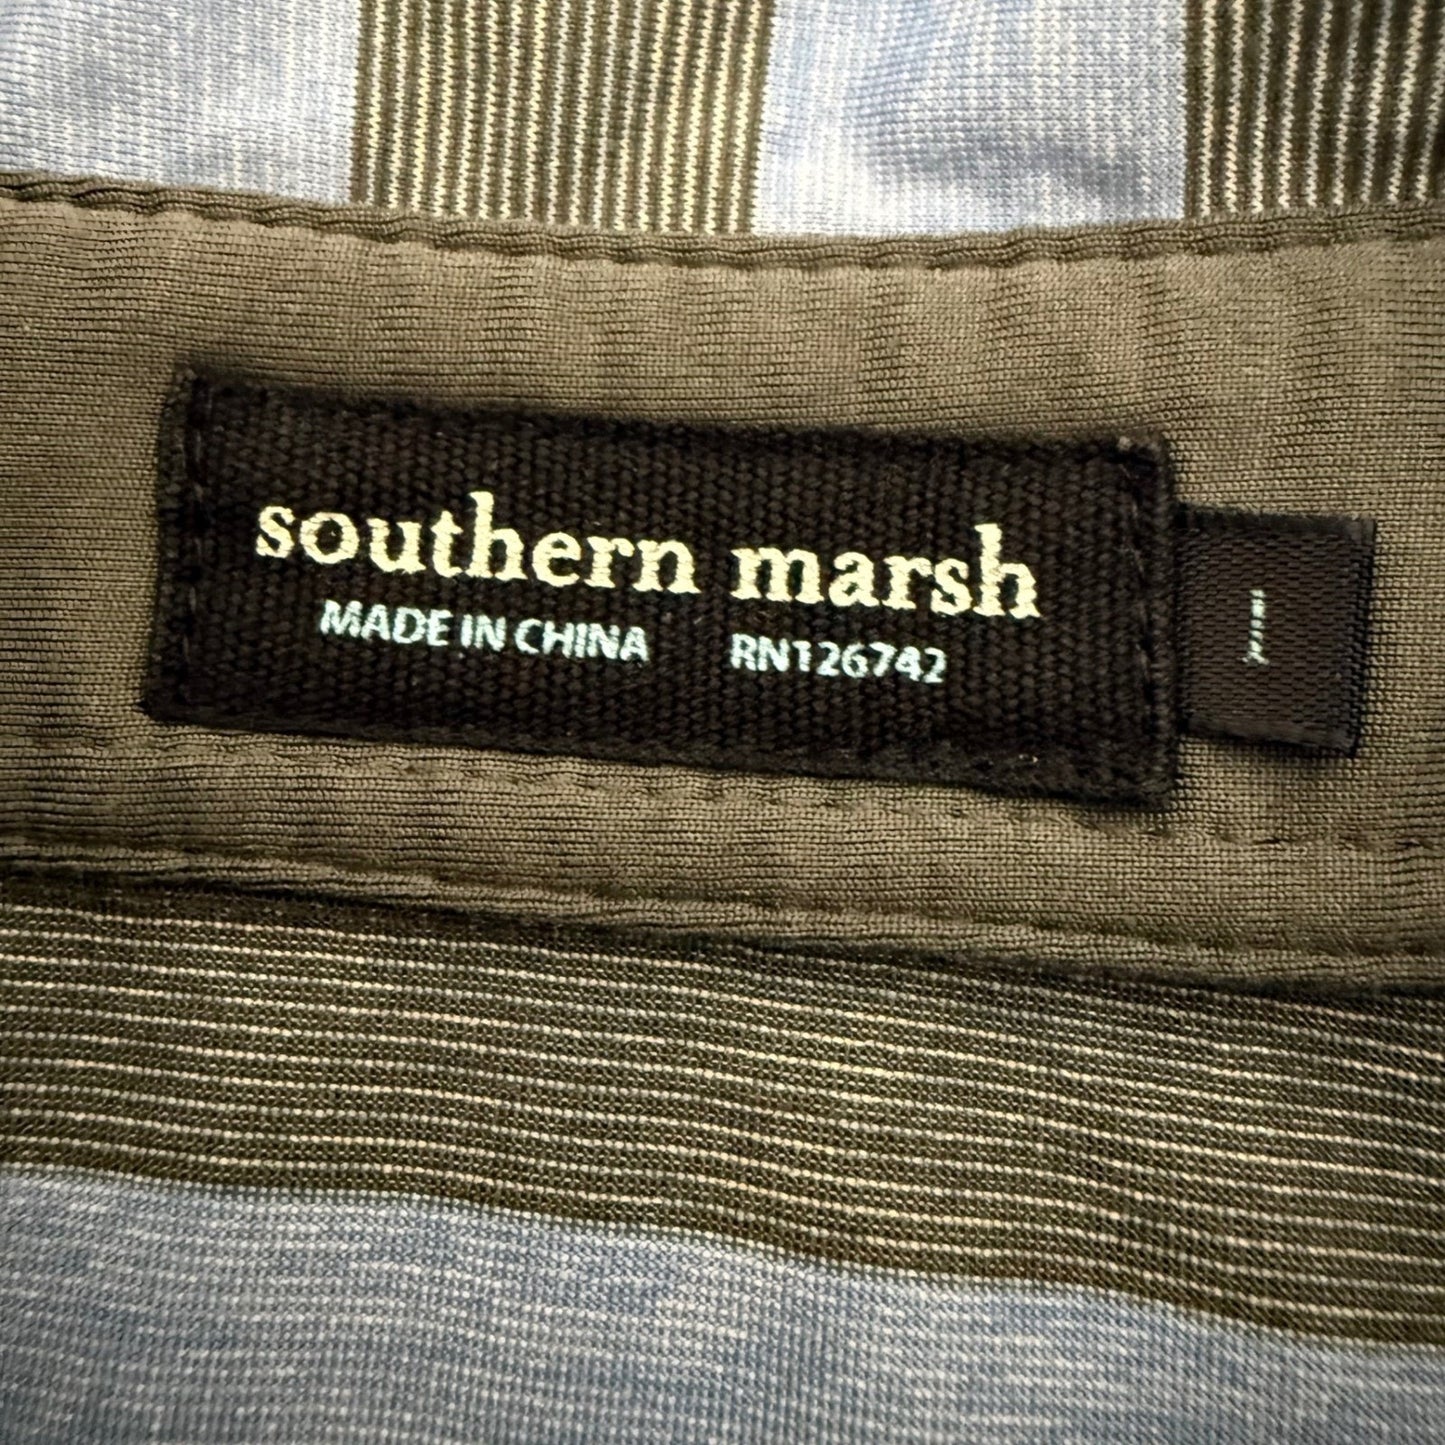 southern marsh
MADE IN CHINA RN126742